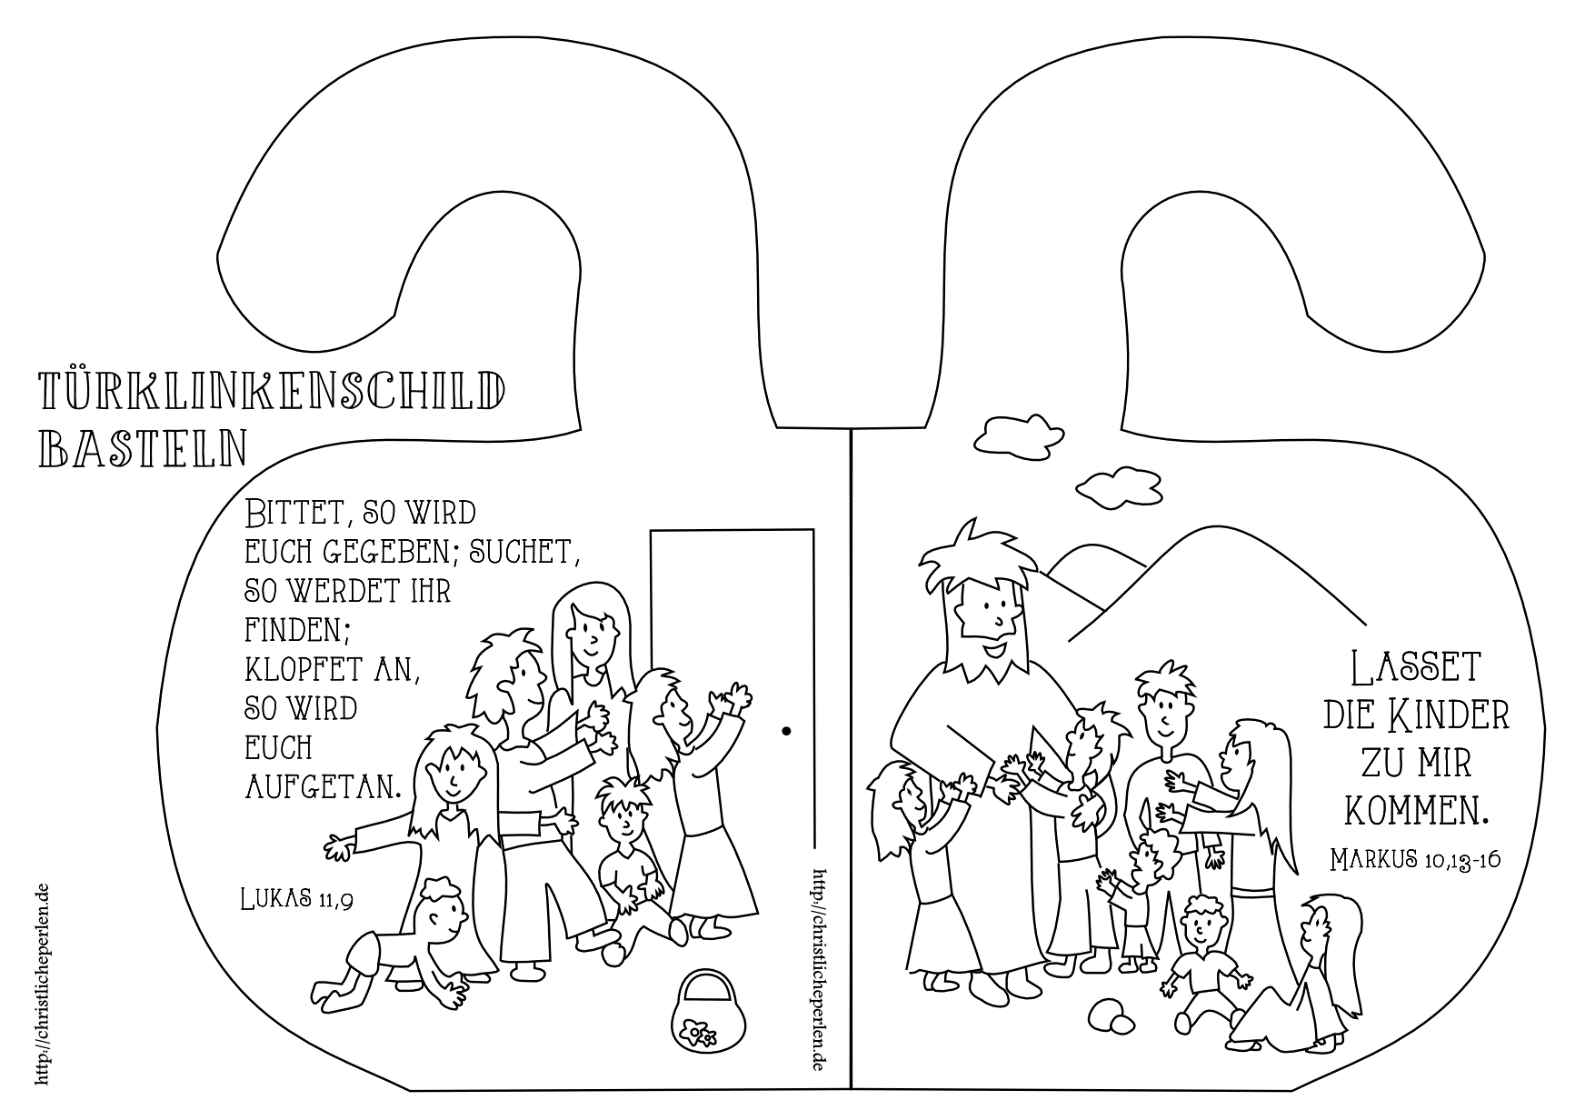 TÜRKLINKENSCHILD
BASTELN
BITTET, SO WIRD
EUCH GEGEBEN; SUCHET,
SO WERDET IHR
FINDEN;
KLOPFET AN,
SO WIRD
EUCH
AUFGETAN.
LUKAS 11,9
LASSET
DIE KINDER
ZU MIR
KOMMEN.
MARKUS 10,13-16
http://christlicheperlen.de
http://christlicheperlen.de